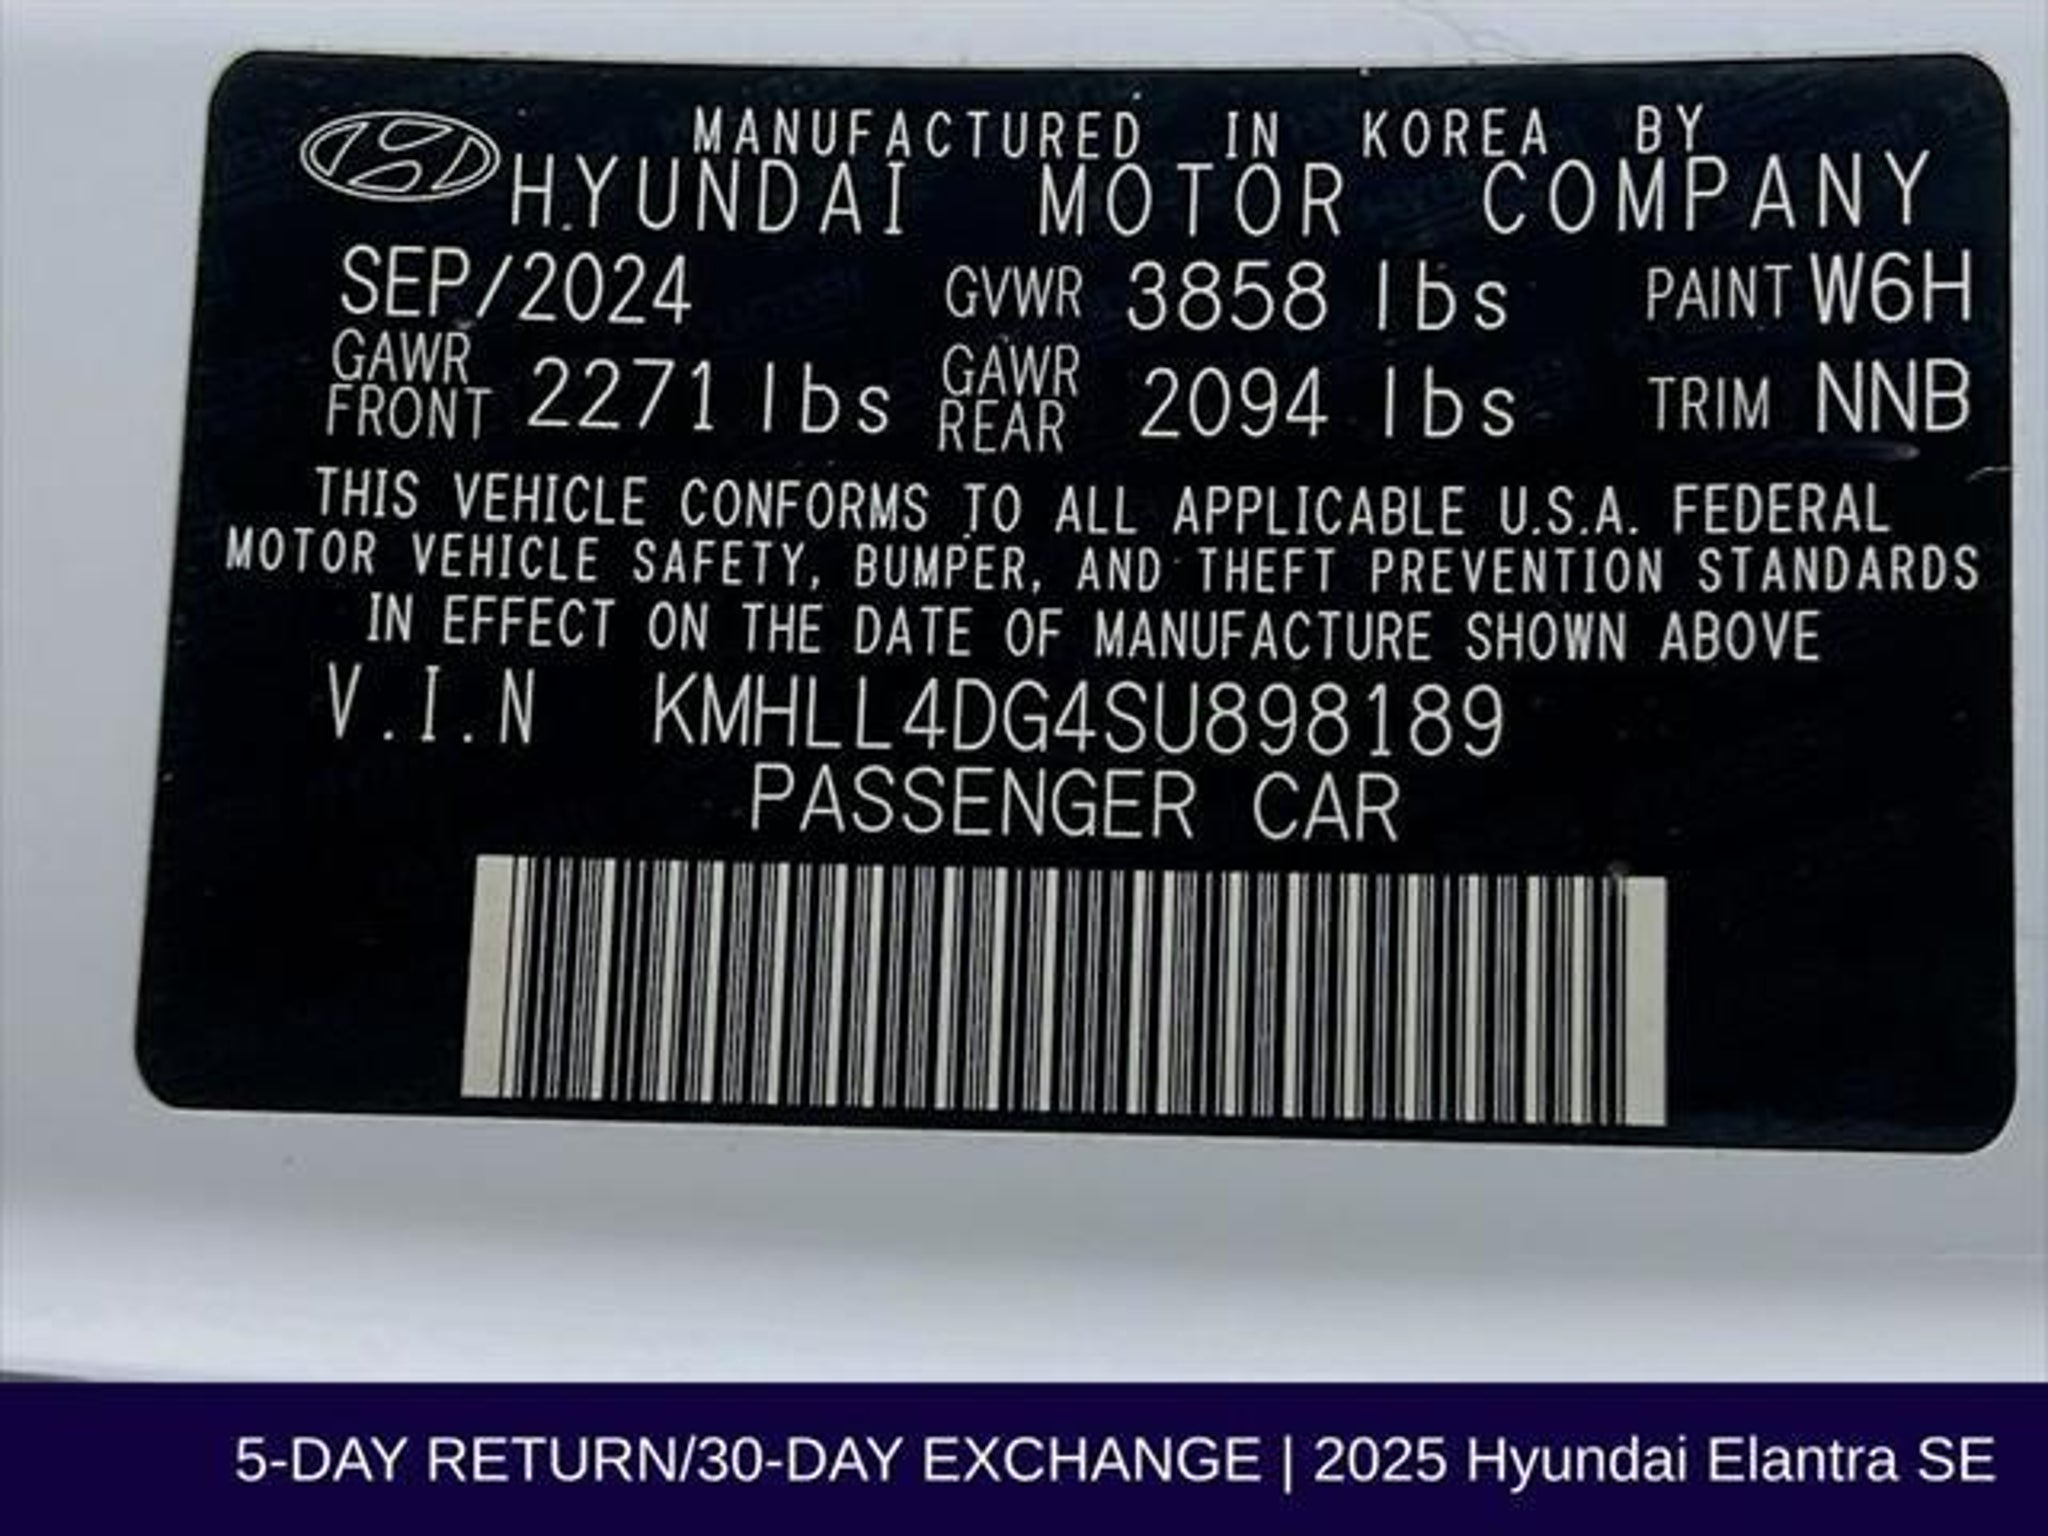 MANUFACTURED IN KOREA BY
HYUNDAI MOTOR COMPANY
SEP/2024 GVWR 3858 lbs PAINT W6H
GAWR FRONT 2271 lbs GAWR REAR 2094 lbs TRIM NNB
THIS VEHICLE CONFORMS TO ALL APPLICABLE U.S.A. FEDERAL
MOTOR VEHICLE SAFETY, BUMPER, AND THEFT PREVENTION STANDARDS
IN EFFECT ON THE DATE OF MANUFACTURE SHOWN ABOVE
V.I.N KMHLL4DG4SU898189
PASSENGER CAR
5-DAY RETURN/30-DAY EXCHANGE | 2025 Hyundai Elantra SE